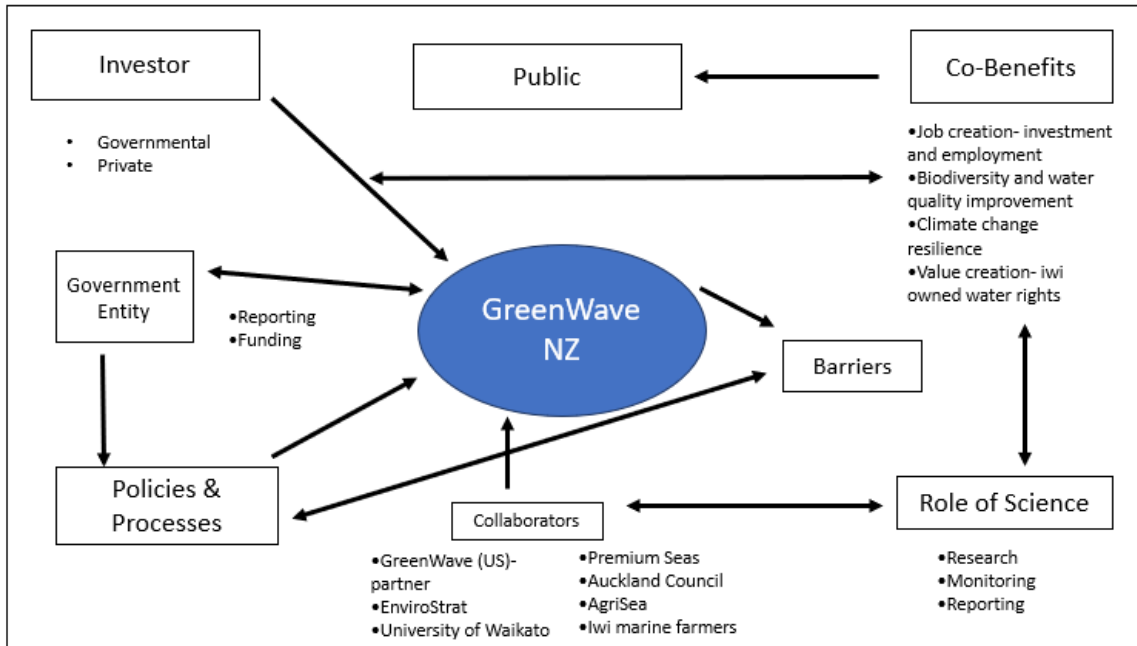 Investor
• Governmental
• Private
Public
Co-Benefits
•Job creation- investment
and employment
•Biodiversity and water
quality improvement
•Climate change
resilience
•Value creation- iwi
owned water rights
Government
Entity
•Reporting
•Funding
GreenWave
NZ
Barriers
Policies &
Processes
Collaborators
•GreenWave (US)-
partner
•EnviroStrat
•University of Waikato
•Premium Seas
•Auckland Council
•AgriSea
•Iwi marine farmers
Role of Science
•Research
•Monitoring
•Reporting